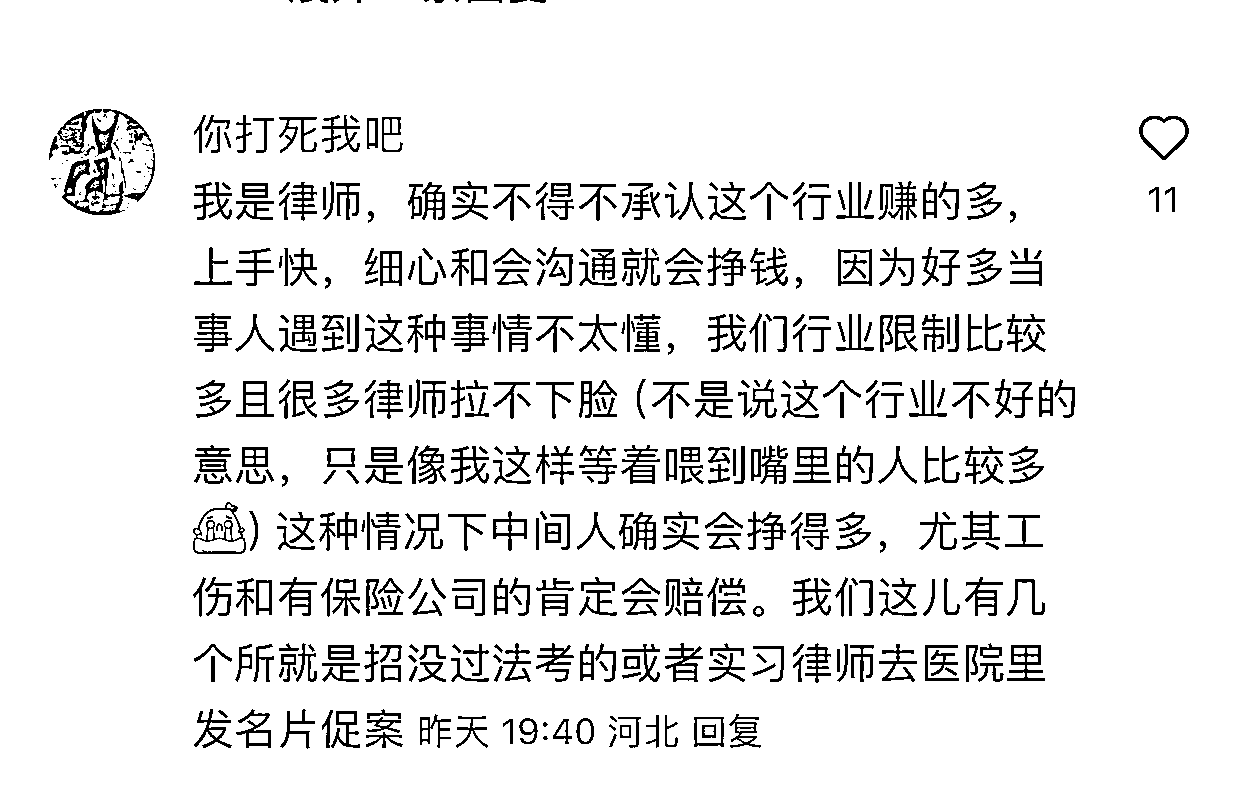 你打死我吧
我是律师，确实不得不承认这个行业赚的多，
11
上手快，细心和会沟通就会挣钱，因为好多当
事人遇到这种事情不太懂，我们行业限制比较
多且很多律师拉不下脸（不是说这个行业不好的
意思，只是像我这样等着喂到嘴里的人比较多
）这种情况下中间人确实会挣得多，尤其工
伤和有保险公司的肯定会赔偿。我们这儿有几
个所就是招没过法考的或者实习律师去医院里
发名片促案 昨天 19:40 河北 回复